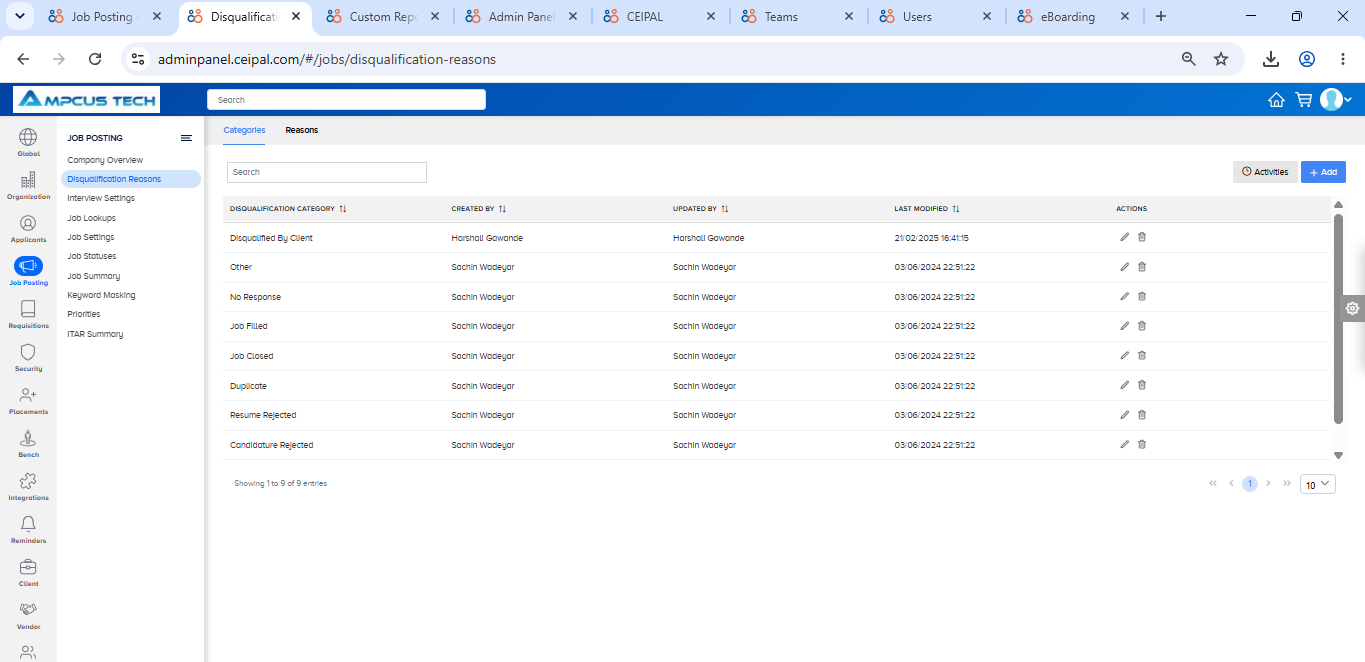 Job Posting
Disqualificati
Custom Repo
Admin Panel
CEIPAL
Teams
Users
eBoarding
adminpanel.ceipal.com/#/jobs/disqualification-reasons
AMPCUS TECH
Search
Global
Organization
Applicants
Job Posting
Requisitions
Security
Placements
Bench
Integrations
Reminders
Client
Vendor
JOB POSTING
Company Overview
Disqualification Reasons
Interview Settings
Job Lookups
Job Settings
Job Statuses
Job Summary
Keyword Masking
Priorities
ITAR Summary
Categories Reasons
Search
Activities
+ Add
DISQUALIFICATION CATEGORY CREATED BY UPDATED BY LAST MODIFIED ACTIONS
Disqualified By Client Harshali Gawande Harshali Gawande 21/02/2025 16:41:15
Other Sachin Wadeyar Sachin Wadeyar 03/06/2024 22:51:22
No Response Sachin Wadeyar Sachin Wadeyar 03/06/2024 22:51:22
Job Filled Sachin Wadeyar Sachin Wadeyar 03/06/2024 22:51:22
Job Closed Sachin Wadeyar Sachin Wadeyar 03/06/2024 22:51:22
Duplicate Sachin Wadeyar Sachin Wadeyar 03/06/2024 22:51:22
Resume Rejected Sachin Wadeyar Sachin Wadeyar 03/06/2024 22:51:22
Candidature Rejected Sachin Wadeyar Sachin Wadeyar 03/06/2024 22:51:22
Showing 1 to 9 of 9 entries
« ‹ 1 › » 10